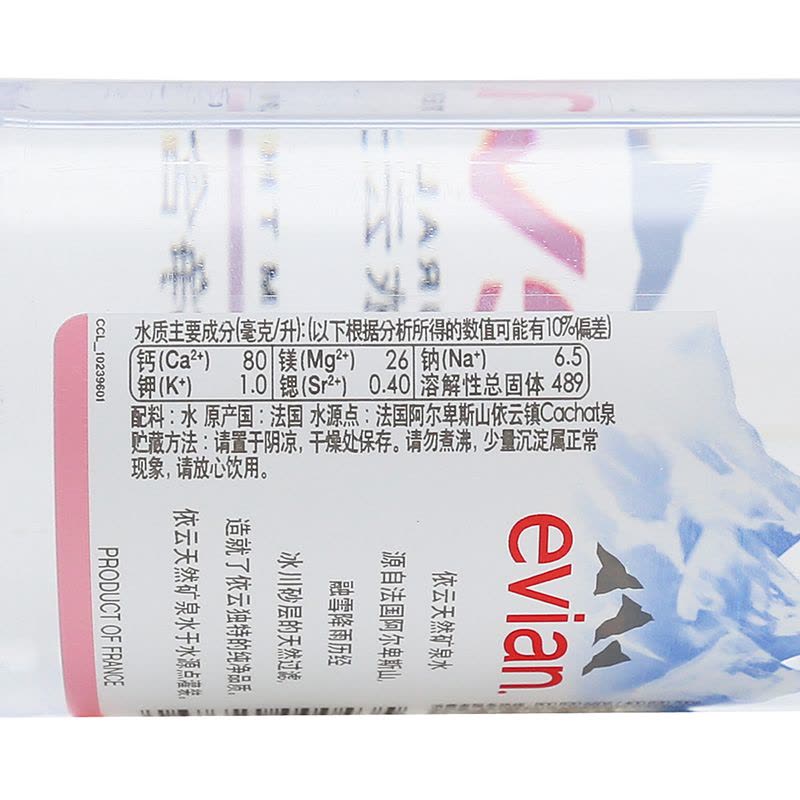 水质主要成分(毫克/升):(以下根据分析所得的数值可能有10%偏差)
钙(Ca²⁺) 80 镁(Mg²⁺) 26 钠(Na⁺) 6.5
钾(K⁺) 1.0 锶(Sr²⁺) 0.40 溶解性总固体 489
配料：水 原产国：法国 水源点：法国阿尔卑斯山依云镇Cachat泉
贮藏方法：请置于阴凉，干燥处保存。请勿煮沸，少量沉淀属正常
现象，请放心饮用。
evian.
依云天然矿泉水
源自法国阿尔卑斯山,
融雪降雨历经
冰川砂层的天然过滤,
造就了依云独特的纯净品质。
依云天然矿泉水于水源点灌装。
PRODUCT OF FRANCE
CCL_10239601